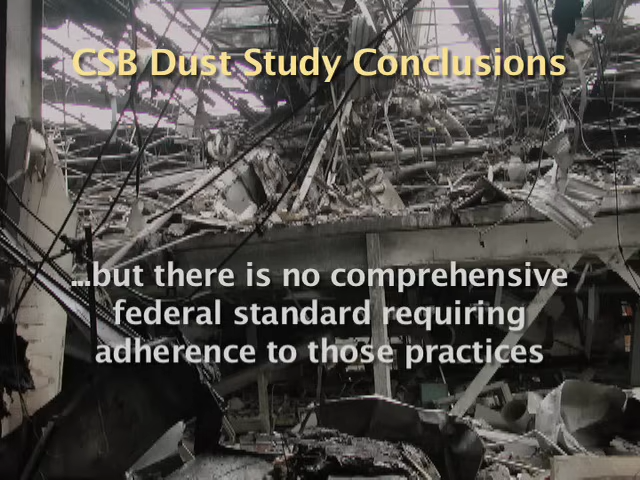 CSB Dust Study Conclusions
...but there is no comprehensive
federal standard requiring
adherence to those practices